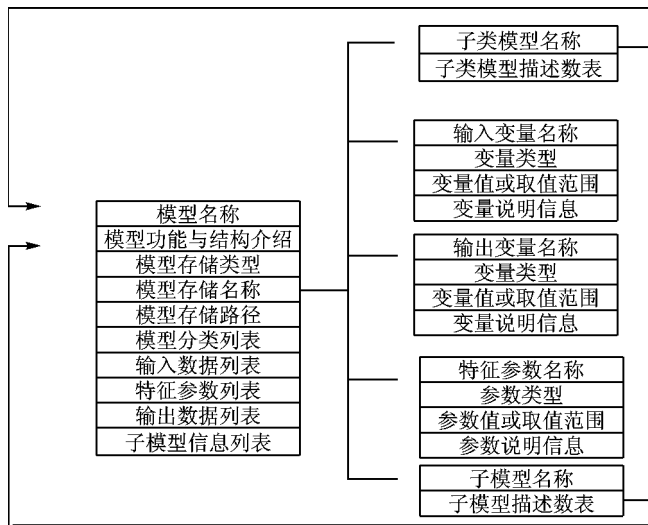 子类模型名称
子类模型描述数表
输入变量名称
变量类型
变量值或取值范围
变量说明信息
模型名称
模型功能与结构介绍
模型存储类型
模型存储名称
模型存储路径
模型分类列表
输入数据列表
特征参数列表
输出数据列表
子模型信息列表
输出变量名称
变量类型
变量值或取值范围
变量说明信息
特征参数名称
参数类型
参数值或取值范围
参数说明信息
子模型名称
子模型描述数表